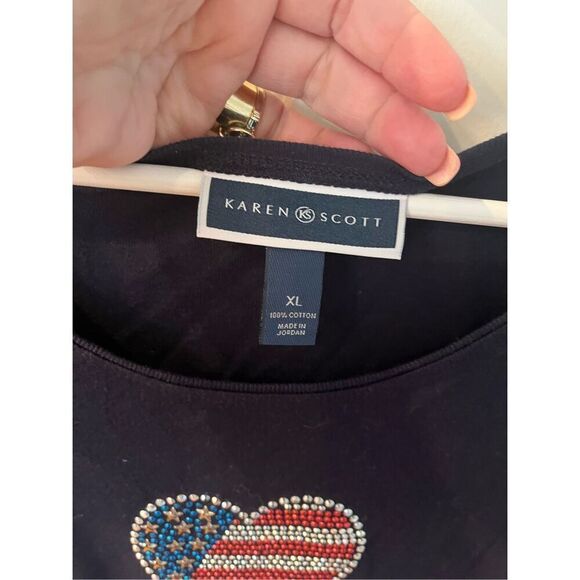 KAREN KS SCOTT
XL
100% COTTON
MADE IN
JORDAN